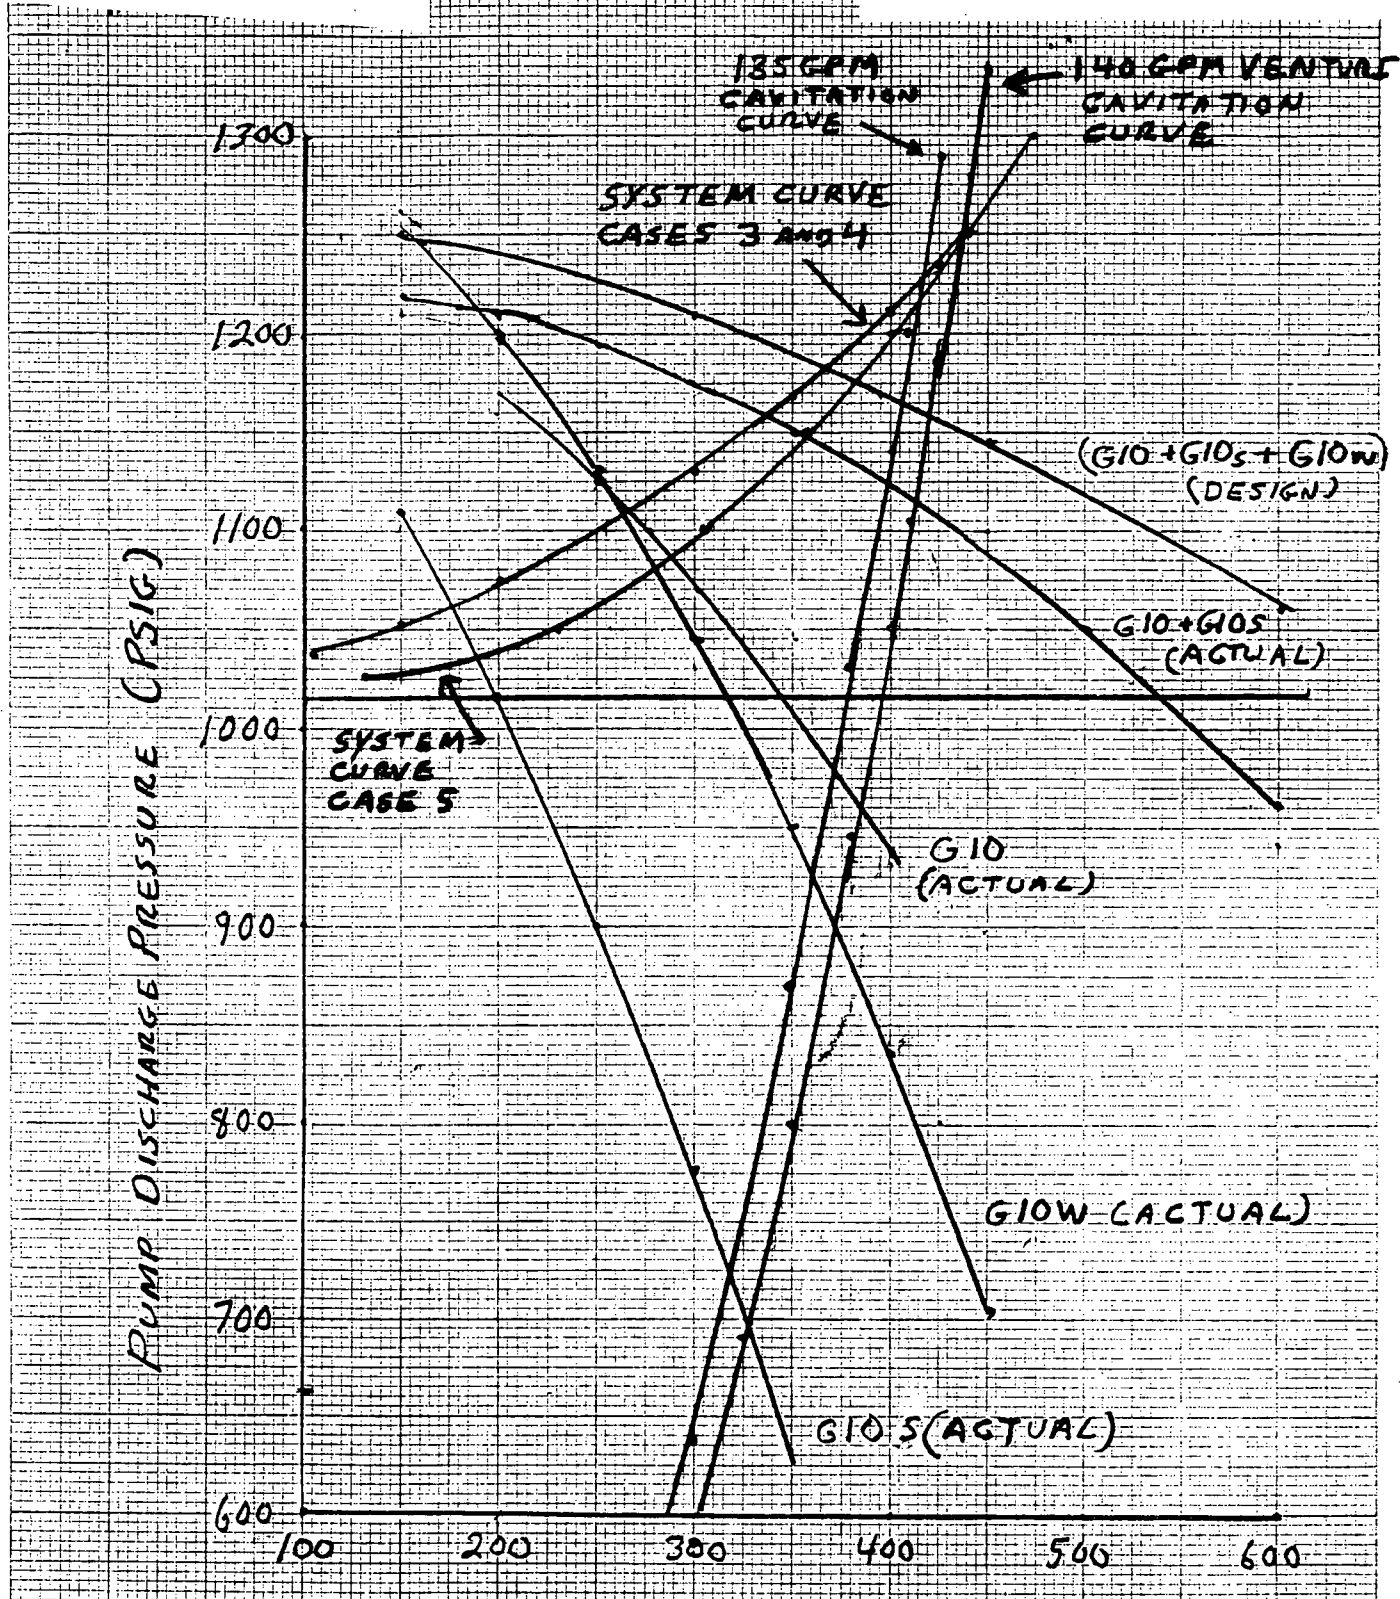 135 GPM
CAVITATION
CURVE
140 GPM VENTURI
CAVITATION
CURVE
1300
SYSTEM CURVE
CASES 3 AND 4
1200
(G10 + G10s + G10w)
(DESIGN)
1100
G10 + G10S
(ACTUAL)
1000
SYSTEM
CURVE
CASE 5
G10
(ACTUAL)
900
PUMP DISCHARGE PRESSURE (PSIG)
800
G10W (ACTUAL)
700
G10 S (ACTUAL)
600
100 200 300 400 500 600